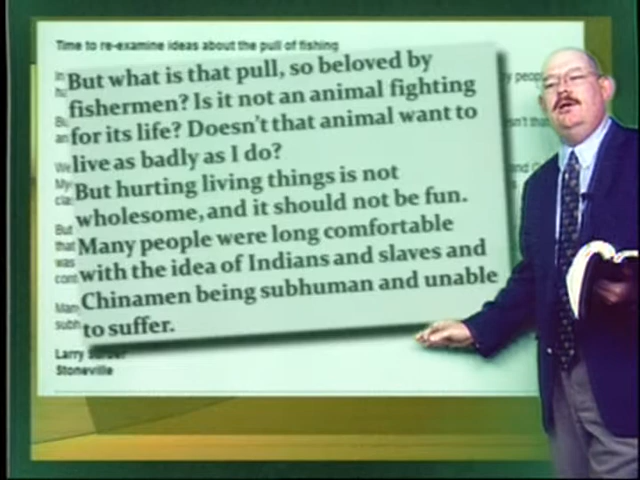 Time to re-examine ideas about the pull of fishing
But what is that pull, so beloved by
fishermen? Is it not an animal fighting
for its life? Doesn't that animal want to
live as badly as I do?
But hurting living things is not
wholesome, and it should not be fun.
Many people were long comfortable
with the idea of Indians and slaves and
Chinamen being subhuman and unable
to suffer.
Larry
Stoneville